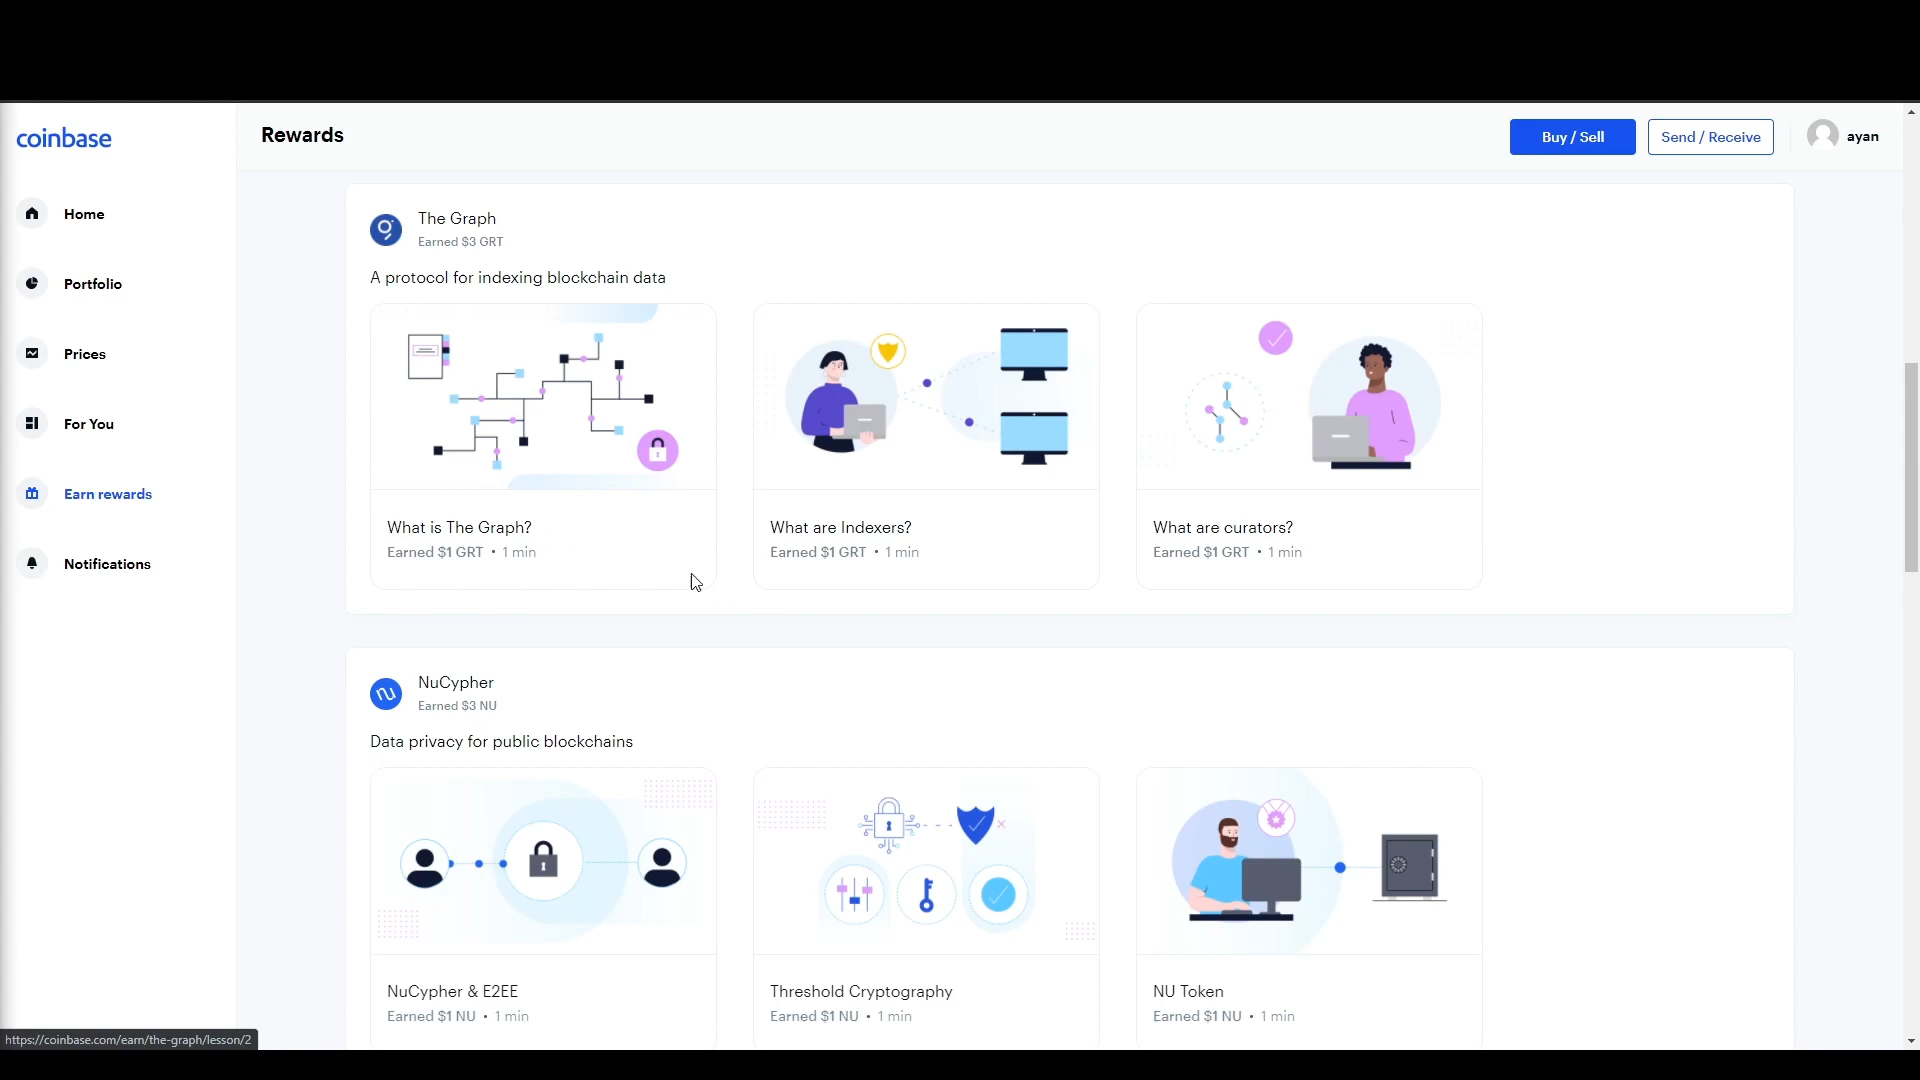 coinbase
Rewards
Buy / Sell
Send / Receive
ayan
Home
Portfolio
Prices
For You
Earn rewards
Notifications
The Graph
Earned $3 GRT
A protocol for indexing blockchain data
What is The Graph?
Earned $1 GRT • 1 min
What are Indexers?
Earned $1 GRT • 1 min
What are curators?
Earned $1 GRT • 1 min
NuCypher
Earned $3 NU
Data privacy for public blockchains
NuCypher & E2EE
Earned $1 NU • 1 min
Threshold Cryptography
Earned $1 NU • 1 min
NU Token
Earned $1 NU • 1 min
https://coinbase.com/earn/the-graph/lesson/2